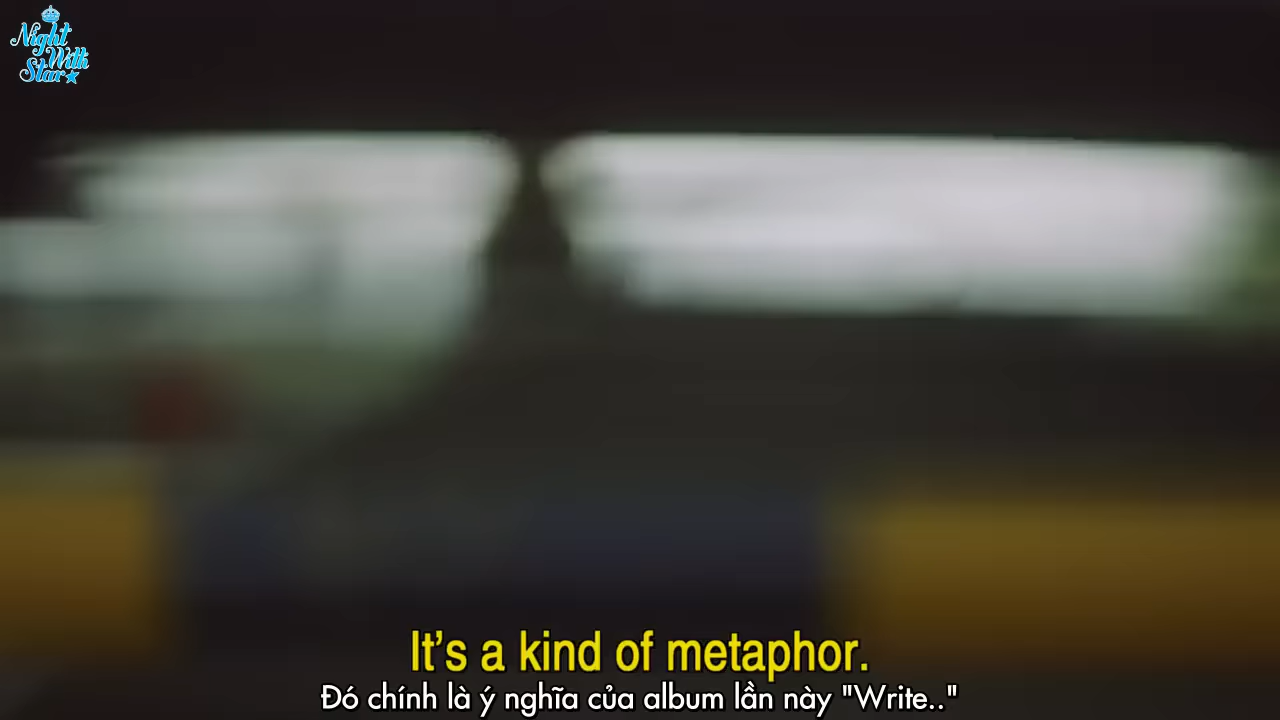 Night
With
Star
It's a kind of metaphor.
Đó chính là ý nghĩa của album lần này "Write.."